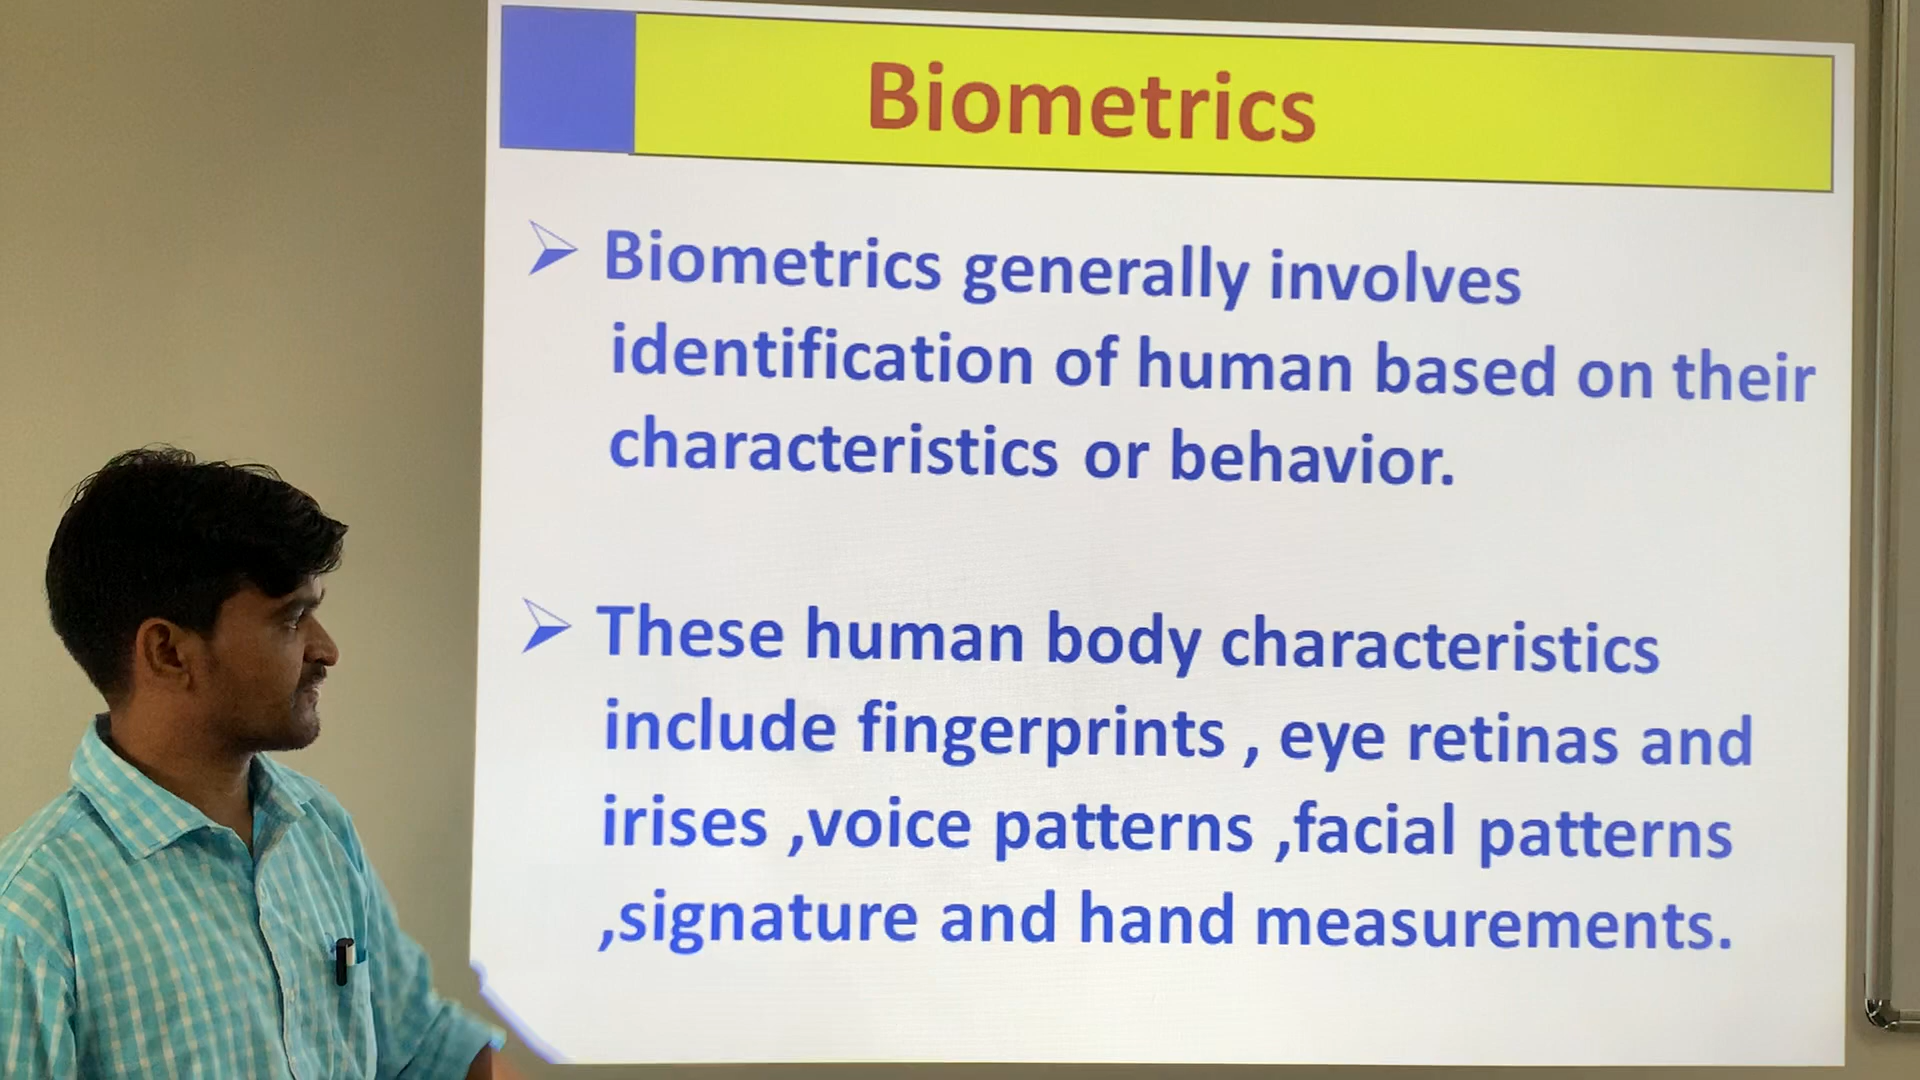 Biometrics
Biometrics generally involves
identification of human based on their
characteristics or behavior.
These human body characteristics
include fingerprints , eye retinas and
irises ,voice patterns ,facial patterns
,signature and hand measurements.